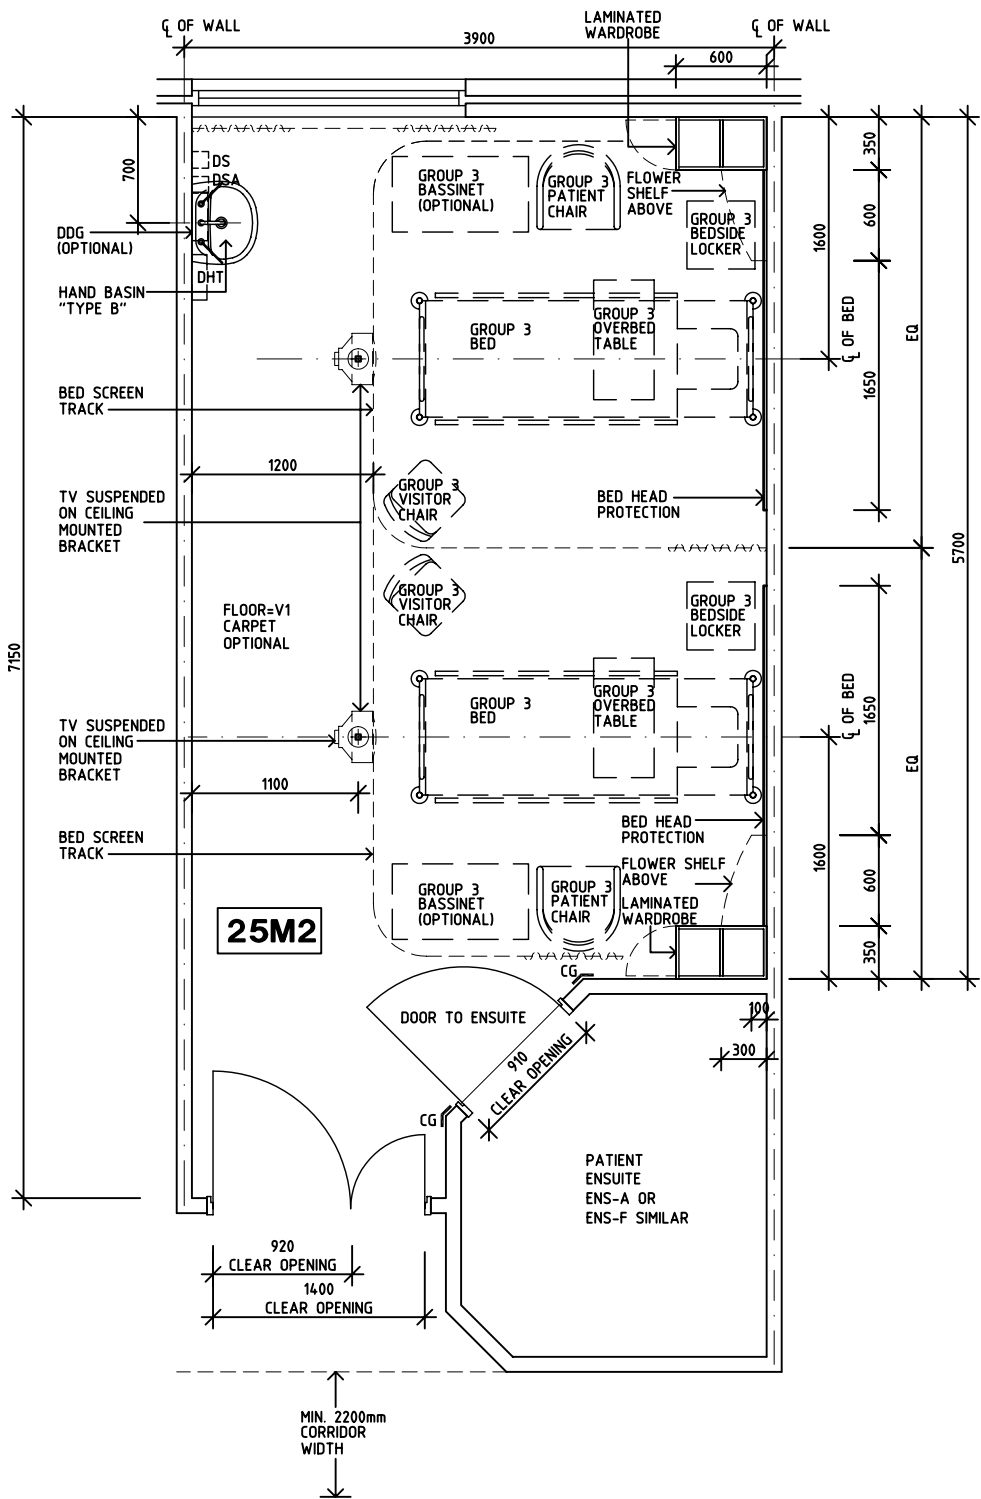 ℄ OF WALL
3900
LAMINATED
WARDROBE
℄ OF WALL
600
700
DS
DSA
DDG
(OPTIONAL)
DHT
HAND BASIN
"TYPE B"
GROUP 3
BASSINET
(OPTIONAL)
GROUP 3
PATIENT
CHAIR
FLOWER
SHELF
ABOVE
GROUP 3
BEDSIDE
LOCKER
350
600
1600
GROUP 3
BED
GROUP 3
OVERBED
TABLE
℄ OF BED
EQ
1650
BED SCREEN
TRACK
1200
TV SUSPENDED
ON CEILING
MOUNTED
BRACKET
GROUP 3
VISITOR
CHAIR
BED HEAD
PROTECTION
5700
GROUP 3
VISITOR
CHAIR
GROUP 3
BEDSIDE
LOCKER
FLOOR=V1
CARPET
OPTIONAL
7150
GROUP 3
BED
GROUP 3
OVERBED
TABLE
℄ OF BED
1650
EQ
TV SUSPENDED
ON CEILING
MOUNTED
BRACKET
1100
BED SCREEN
TRACK
BED HEAD
PROTECTION
1600
FLOWER SHELF
ABOVE
GROUP 3
BASSINET
(OPTIONAL)
GROUP 3
PATIENT
CHAIR
LAMINATED
WARDROBE
600
350
25M2
CG
DOOR TO ENSUITE
100
300
910
CLEAR OPENING
CG
PATIENT
ENSUITE
ENS-A OR
ENS-F SIMILAR
920
CLEAR OPENING
1400
CLEAR OPENING
MIN. 2200mm
CORRIDOR
WIDTH